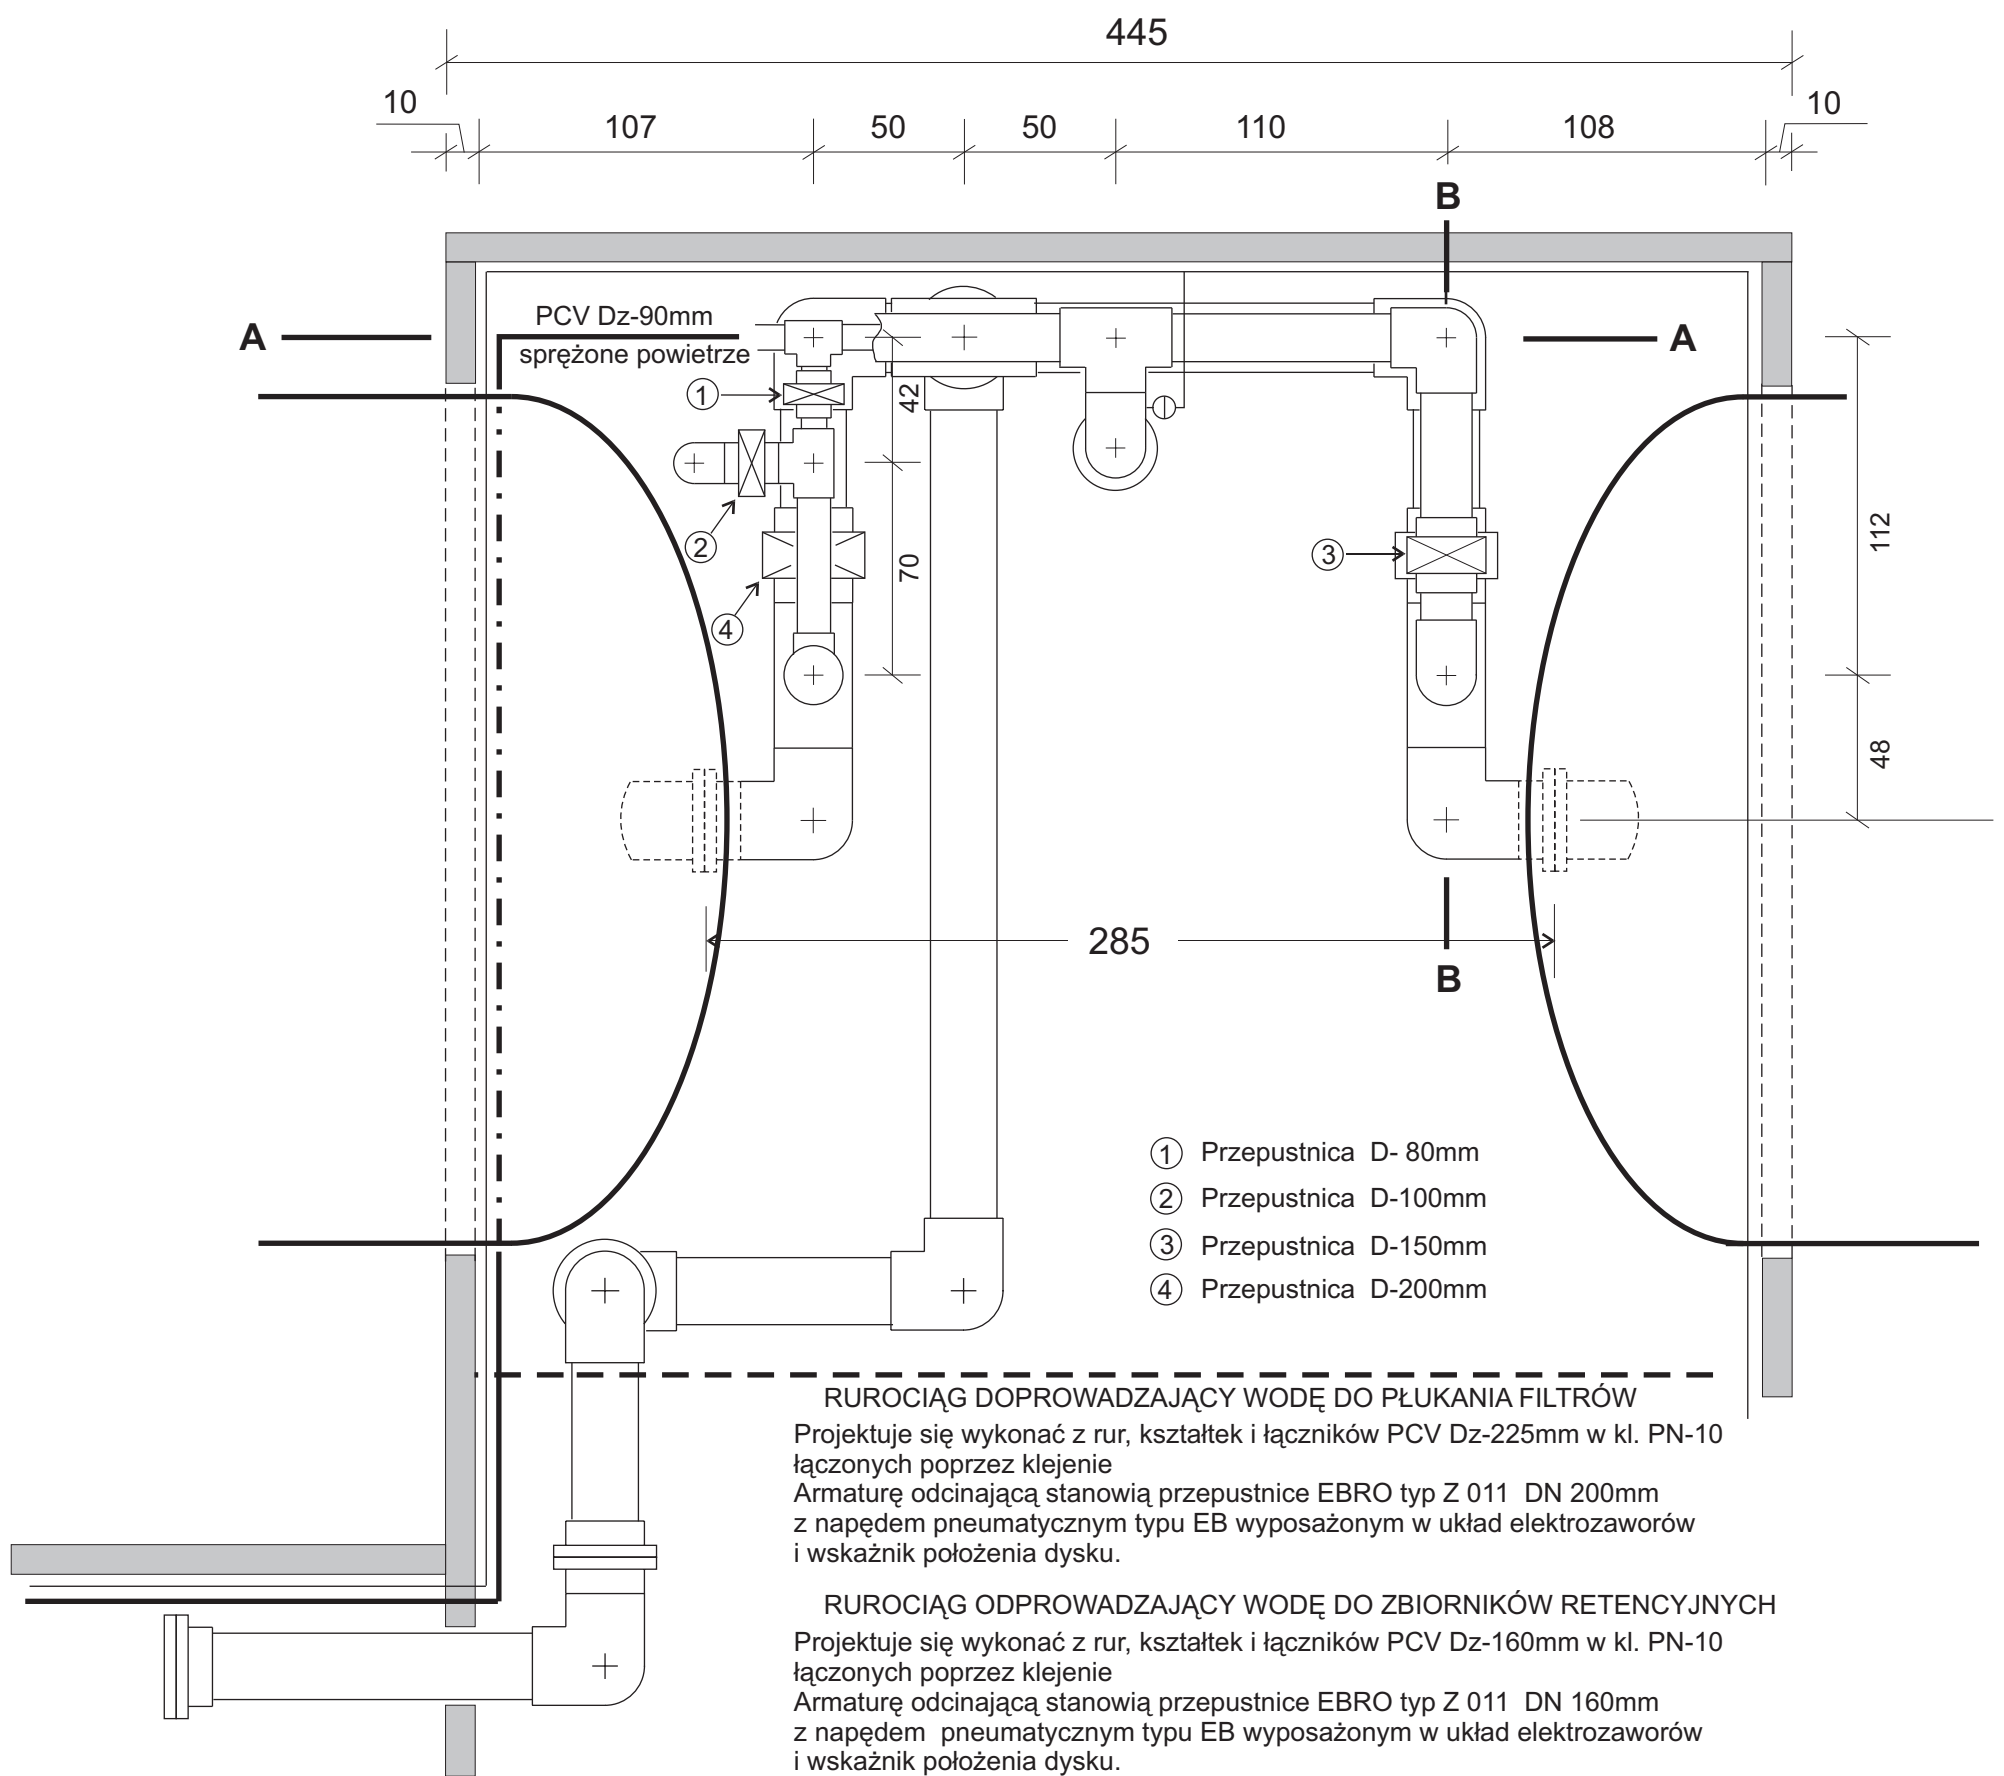 445
10
107
50
50
110
108
10
B
A
PCV Dz-90mm
sprężone powietrze
A
1
42
2
70
3
112
4
48
285
B
1 Przepustnica D- 80mm
2 Przepustnica D-100mm
3 Przepustnica D-150mm
4 Przepustnica D-200mm
RUROCIĄG DOPROWADZAJĄCY WODĘ DO PŁUKANIA FILTRÓW
Projektuje się wykonać z rur, kształtek i łączników PCV Dz-225mm w kl. PN-10
łączonych poprzez klejenie
Armaturę odcinającą stanowią przepustnice EBRO typ Z 011 DN 200mm
z napędem pneumatycznym typu EB wyposażonym w układ elektrozaworów
i wskażnik położenia dysku.
RUROCIĄG ODPROWADZAJĄCY WODĘ DO ZBIORNIKÓW RETENCYJNYCH
Projektuje się wykonać z rur, kształtek i łączników PCV Dz-160mm w kl. PN-10
łączonych poprzez klejenie
Armaturę odcinającą stanowią przepustnice EBRO typ Z 011 DN 160mm
z napędem pneumatycznym typu EB wyposażonym w układ elektrozaworów
i wskażnik położenia dysku.